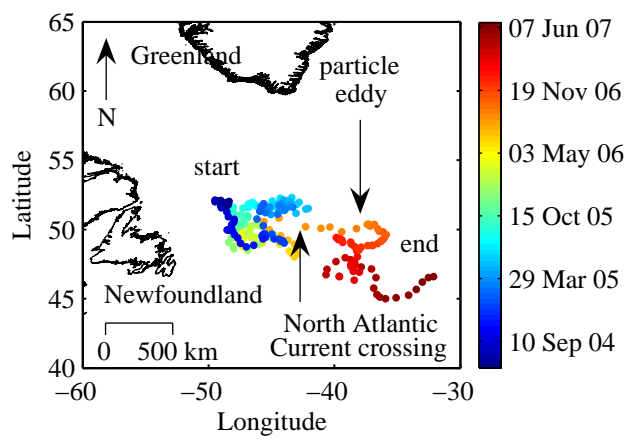 65
60
55
50
45
40
Latitude
−60
−50
−40
−30
Longitude
Greenland
N
particle
eddy
start
end
Newfoundland
North Atlantic
Current crossing
0 500 km
07 Jun 07
19 Nov 06
03 May 06
15 Oct 05
29 Mar 05
10 Sep 04